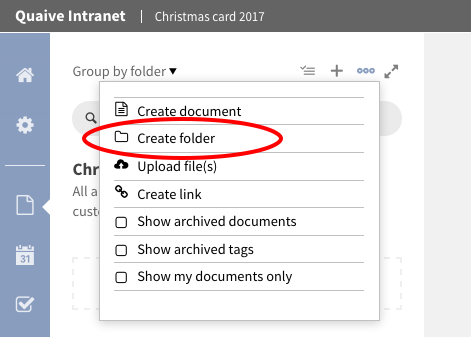 Quaive Intranet | Christmas card 2017
Group by folder
Create document
Create folder
Upload file(s)
Create link
Show archived documents
Show archived tags
Show my documents only
Chr
All a
custo
31